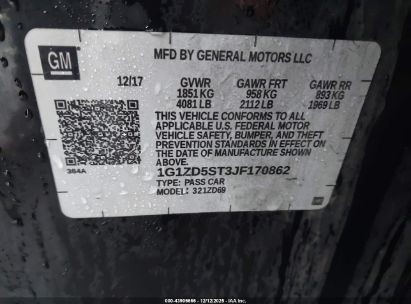 GM
MFD BY GENERAL MOTORS LLC
12/17 GVWR GAWR FRT GAWR RR
1851 KG 958 KG 893 KG
4081 LB 2112 LB 1969 LB
THIS VEHICLE CONFORMS TO ALL
APPLICABLE U.S. FEDERAL MOTOR
VEHICLE SAFETY, BUMPER, AND THEFT
PREVENTION STANDARDS IN EFFECT ON
THE DATE OF MANUFACTURE SHOWN
ABOVE.
384A
1G1ZD5ST3JF170862
TYPE: PASS CAR
MODEL: 321ZD69